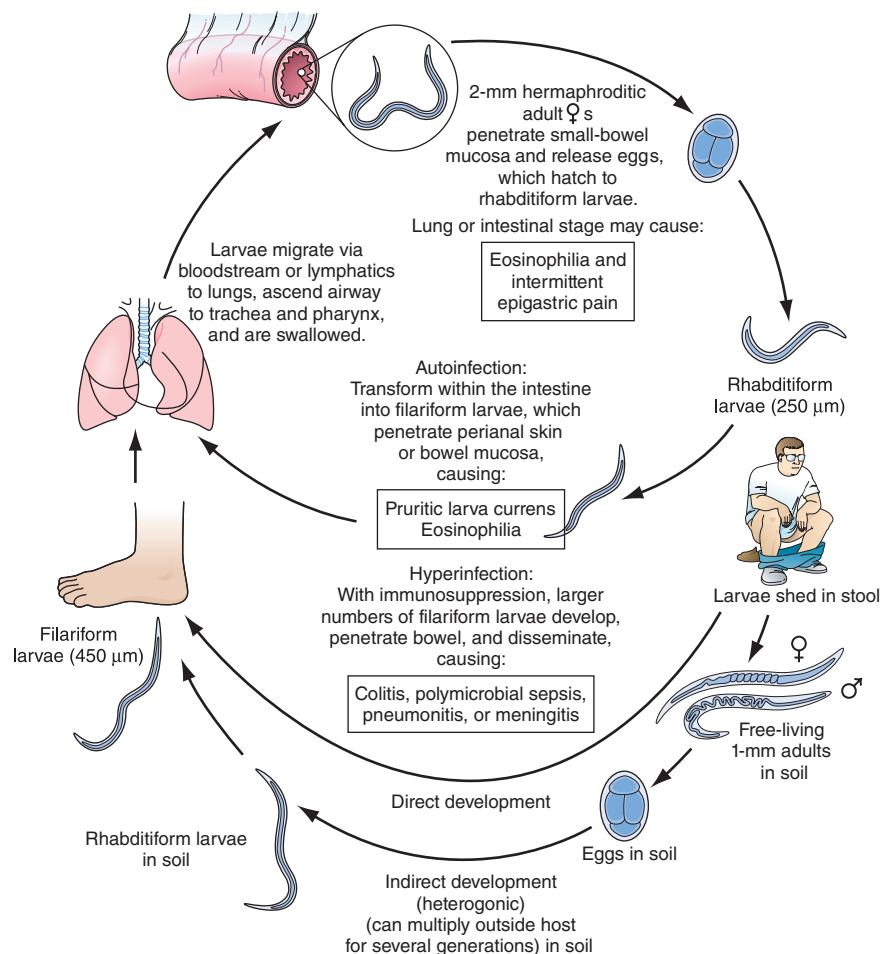 2-mm hermaphroditic
adult ♀ s
penetrate small-bowel
mucosa and release eggs,
which hatch to
rhabditiform larvae.
Lung or intestinal stage may cause:
Eosinophilia and
intermittent
epigastric pain
Larvae migrate via
bloodstream or lymphatics
to lungs, ascend airway
to trachea and pharynx,
and are swallowed.
Rhabditiform
larvae (250 μm)
Autoinfection:
Transform within the intestine
into filariform larvae, which
penetrate perianal skin
or bowel mucosa,
causing:
Pruritic larva currens
Eosinophilia
Larvae shed in stool
Hyperinfection:
With immunosuppression, larger
numbers of filariform larvae develop,
penetrate bowel, and disseminate,
causing:
Colitis, polymicrobial sepsis,
pneumonitis, or meningitis
Filariform
larvae (450 μm)
♀
♂
Free-living
1-mm adults
in soil
Direct development
Eggs in soil
Rhabditiform larvae
in soil
Indirect development
(heterogonic)
(can multiply outside host
for several generations) in soil